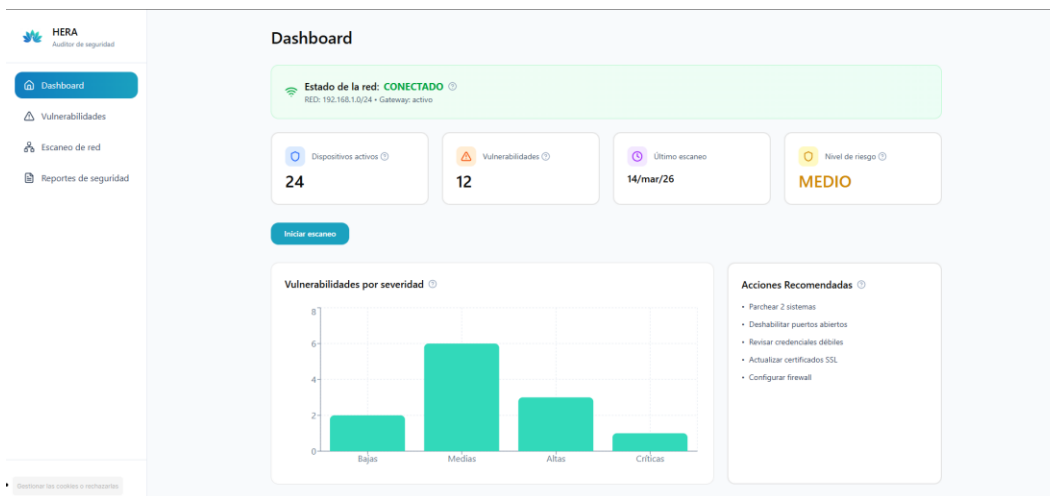 HERA
Auditor de seguridad
Dashboard
Vulnerabilidades
Escaneo de red
Reportes de seguridad
Gestionar las cookies o rechazarlas
Dashboard
Estado de la red: CONECTADO
RED: 192.168.1.0/24 • Gateway: activo
Dispositivos activos
24
Vulnerabilidades
12
Último escaneo
14/mar/26
Nivel de riesgo
MEDIO
Iniciar escaneo
Vulnerabilidades por severidad
8
6
4
2
0
Bajas
Medias
Altas
Críticas
Acciones Recomendadas
• Parchear 2 sistemas
• Deshabilitar puertos abiertos
• Revisar credenciales débiles
• Actualizar certificados SSL
• Configurar firewall